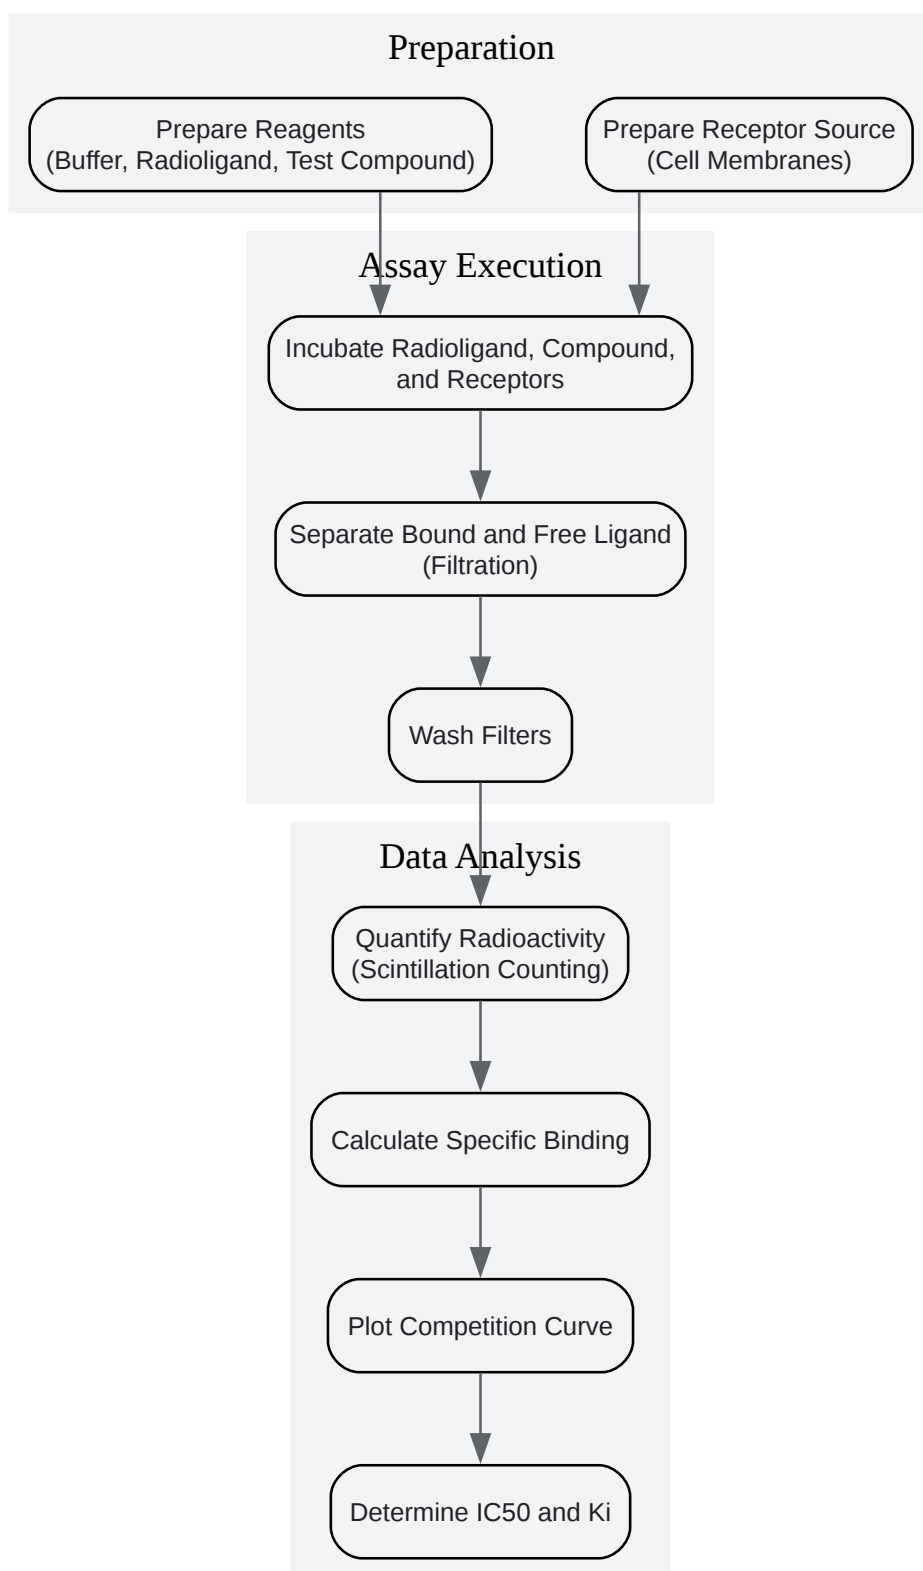 Preparation
Prepare Reagents
(Buffer, Radioligand, Test Compound)
Prepare Receptor Source
(Cell Membranes)
Assay Execution
Incubate Radioligand, Compound,
and Receptors
Separate Bound and Free Ligand
(Filtration)
Wash Filters
Data Analysis
Quantify Radioactivity
(Scintillation Counting)
Calculate Specific Binding
Plot Competition Curve
Determine IC50 and Ki